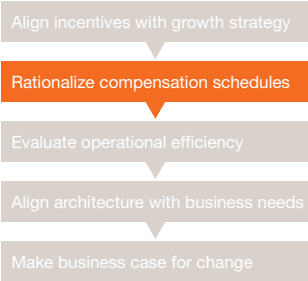 Align incentives with growth strategy
Rationalize compensation schedules
Evaluate operational efficiency
Align architecture with business needs
Make business case for change